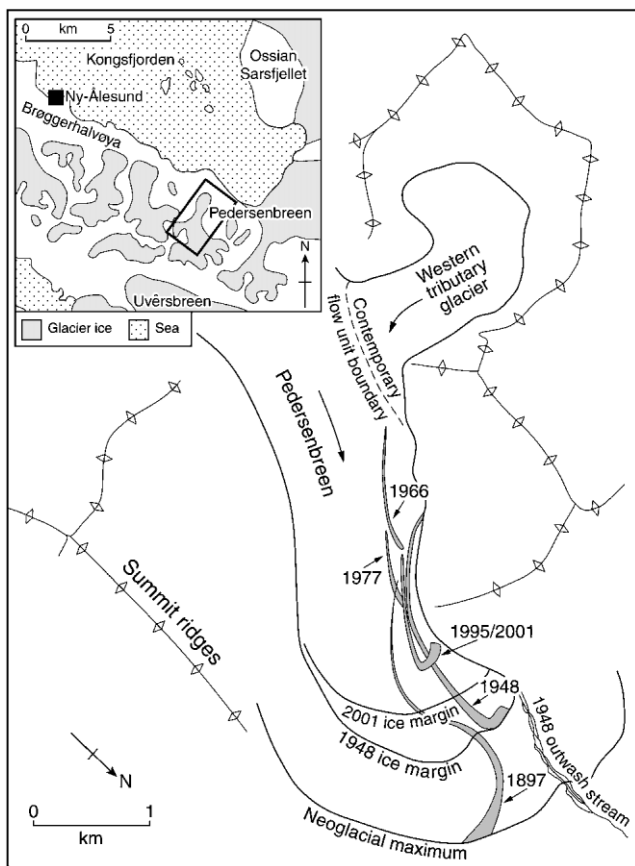 0 km 5
Kongsfjorden
Ossian
Sarsfjellet
Ny-Ålesund
Brøggerhalvøya
Pedersenbreen
N
Uvêrsbreen
Glacier ice
Sea
Western
tributary
glacier
Contemporary
flow unit boundary
Pedersenbreen
1966
1977
Summit ridges
1995/2001
1948
2001 ice margin
1948 ice margin
1948 outwash stream
1897
N
0 1
km
Neoglacial maximum